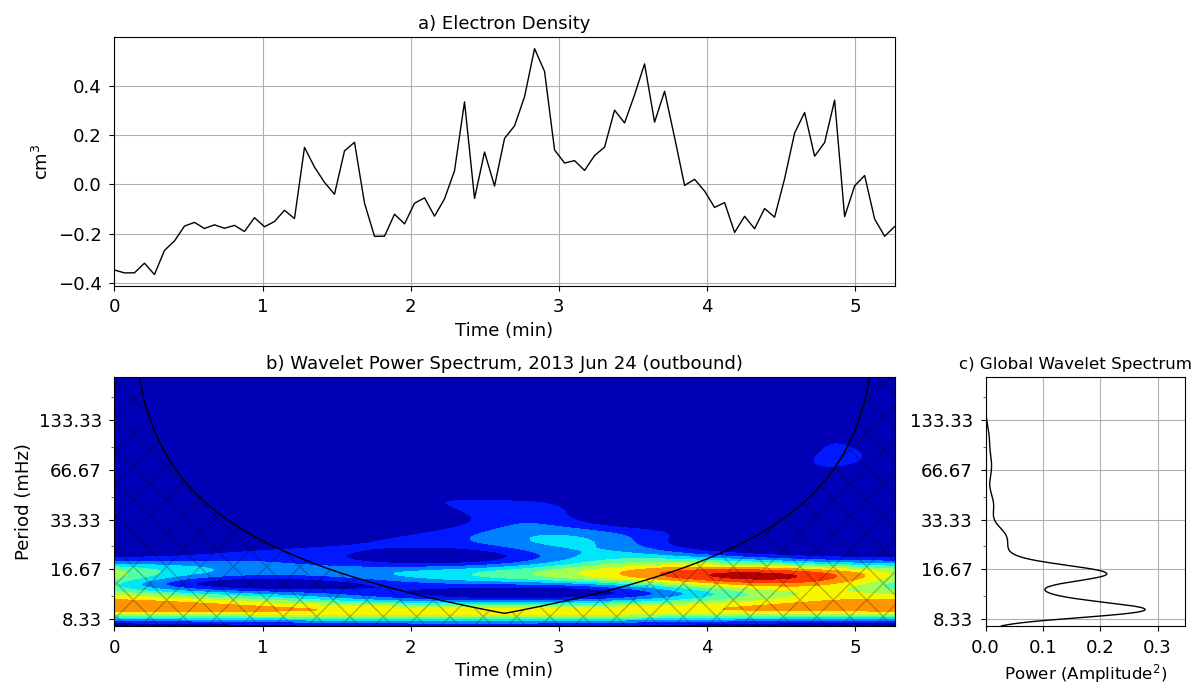 a) Electron Density
cm³
0.4
0.2
0.0
−0.2
−0.4
0 1 2 3 4 5
Time (min)
b) Wavelet Power Spectrum, 2013 Jun 24 (outbound)
Period (mHz)
133.33
66.67
33.33
16.67
8.33
0 1 2 3 4 5
Time (min)
c) Global Wavelet Spectrum
133.33
66.67
33.33
16.67
8.33
0.0 0.1 0.2 0.3
Power (Amplitude²)